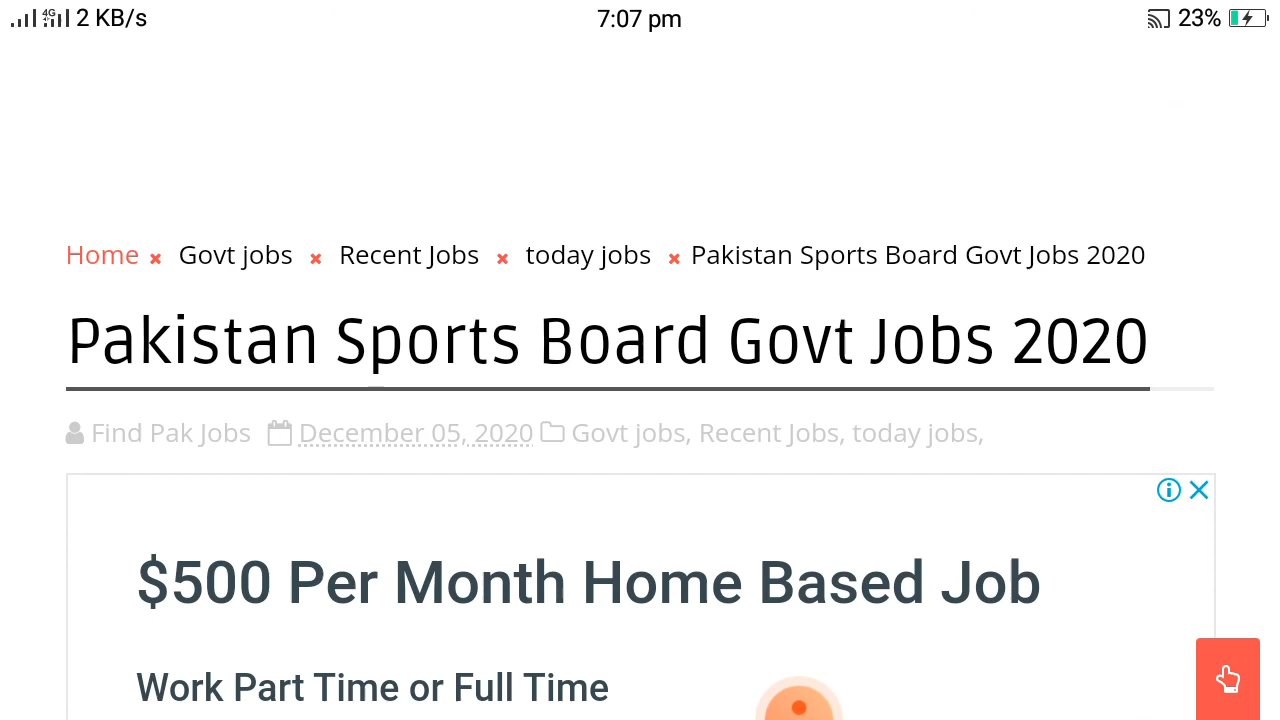 4G 2 KB/s 7:07 pm 23%
Home × Govt jobs × Recent Jobs × today jobs × Pakistan Sports Board Govt Jobs 2020
Pakistan Sports Board Govt Jobs 2020
Find Pak Jobs December 05, 2020 Govt jobs, Recent Jobs, today jobs,
$500 Per Month Home Based Job
Work Part Time or Full Time